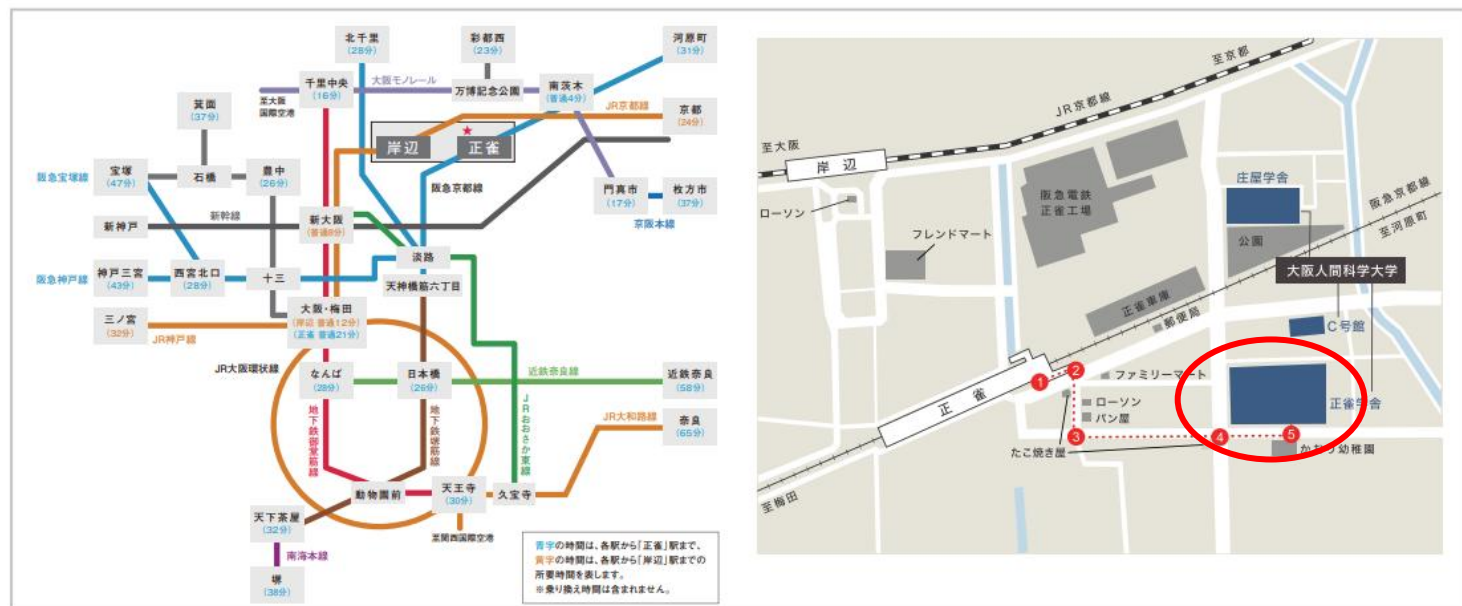 北千里
(28分)
彩都西
(23分)
河原町
(31分)
千里中央
(16分)
大阪モノレール
至大阪
国際空港
万博記念公園
南茨木
(普通4分)
箕面
(37分)
JR京都線
京都
(24分)
★
岸辺
正雀
阪急宝塚線
宝塚
(47分)
石橋
豊中
(26分)
阪急京都線
門真市
(17分)
枚方市
(37分)
京阪本線
新神戸
新幹線
新大阪
(普通8分)
淡路
阪急神戸線
神戸三宮
(43分)
西宮北口
(28分)
十三
天神橋筋六丁目
大阪・梅田
(岸辺 普通12分)
(正雀 普通21分)
三ノ宮
(32分)
JR神戸線
JR大阪環状線
なんば
(28分)
日本橋
(26分)
近鉄奈良線
近鉄奈良
(58分)
地下鉄御堂筋線
地下鉄堺筋線
JRおおさか東線
JR大和路線
奈良
(65分)
動物園前
天王寺
(30分)
久宝寺
天下茶屋
(32分)
至関西国際空港
南海本線
堺
(38分)
青字の時間は、各駅から「正雀」駅まで、
黄字の時間は、各駅から「岸辺」駅までの
所要時間を表します。
※乗り換え時間は含まれません。
至京都
JR京都線
至大阪
岸辺
阪急電鉄
正雀工場
庄屋学舎
阪急京都線
至河原町
ローソン
フレンドマート
公園
大阪人間科学大学
正雀車庫
郵便局
C号館
正雀
1
2
ファミリーマート
ローソン
パン屋
正雀学舎
3
4
5
たこ焼き屋
かおり幼稚園
至梅田